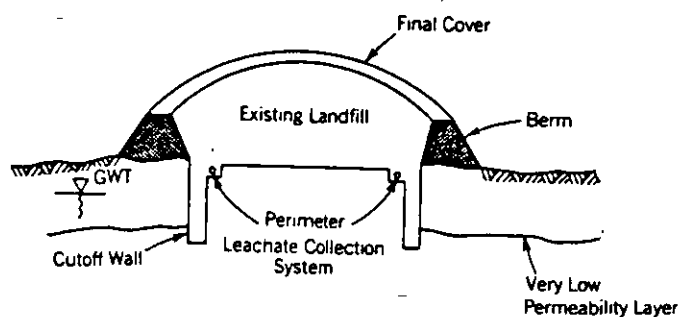 Final Cover
Existing Landfill
Berm
GWT
Perimeter
Leachate Collection
System
Cutoff Wall
Very Low
Permeability Layer